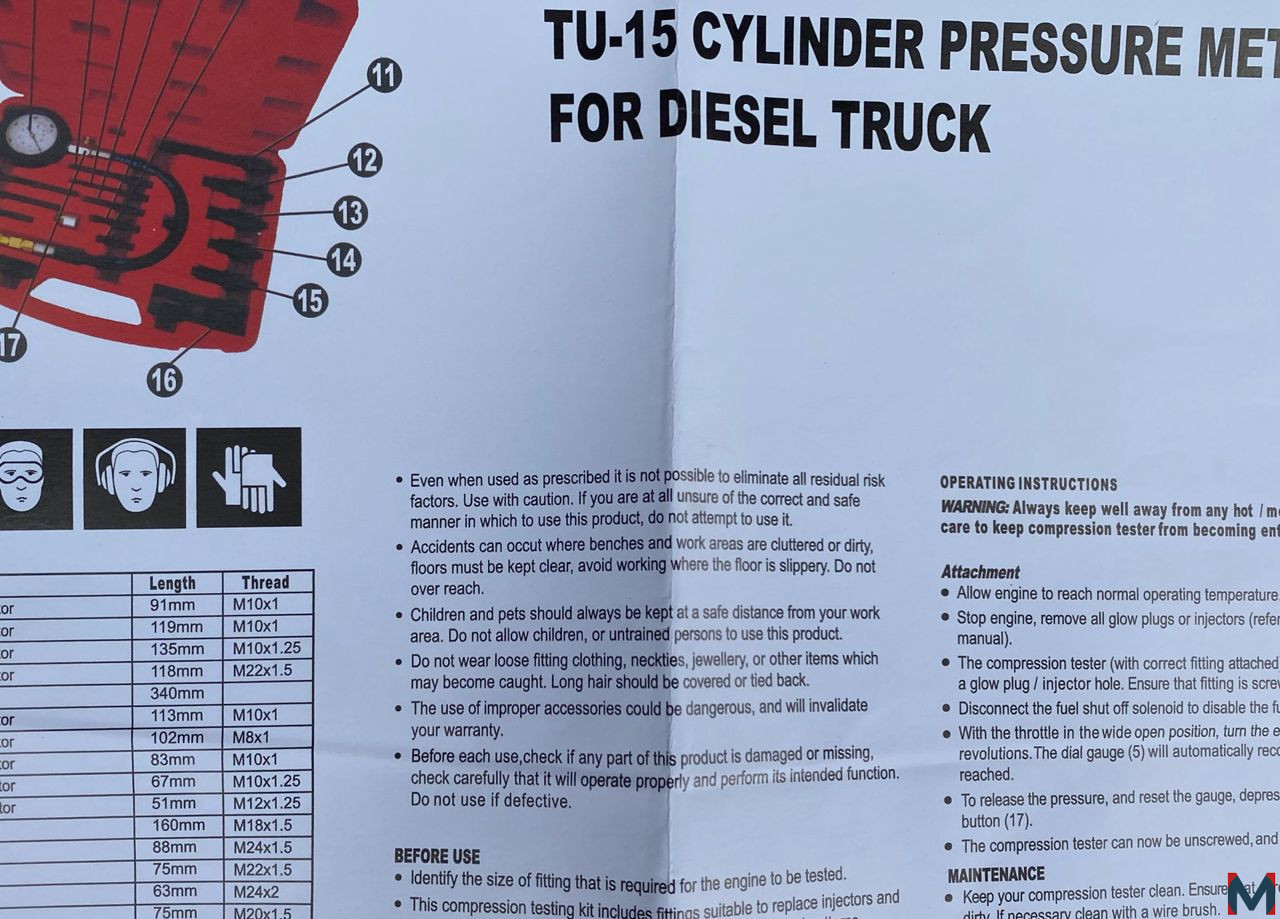 TU-15 CYLINDER PRESSURE MET
FOR DIESEL TRUCK
11
12
13
14
15
16
17
Length Thread
tor 91mm M10x1
tor 119mm M10x1
tor 135mm M10x1.25
tor 118mm M22x1.5
340mm
tor 113mm M10x1
tor 102mm M8x1
tor 83mm M10x1
tor 67mm M10x1.25
tor 51mm M12x1.25
160mm M18x1.5
88mm M24x1.5
75mm M22x1.5
63mm M24x2
75mm M20x1.5
• Even when used as prescribed it is not possible to eliminate all residual risk
factors. Use with caution. If you are at all unsure of the correct and safe
manner in which to use this product, do not attempt to use it.
• Accidents can occut where benches and work areas are cluttered or dirty,
floors must be kept clear, avoid working where the floor is slippery. Do not
over reach.
• Children and pets should always be kept at a safe distance from your work
area. Do not allow children, or untrained persons to use this product.
• Do not wear loose fitting clothing, neckties, jewellery, or other items which
may become caught. Long hair should be covered or tied back.
• The use of improper accessories could be dangerous, and will invalidate
your warranty.
• Before each use,check if any part of this product is damaged or missing,
check carefully that it will operate properly and perform its intended function.
Do not use if defective.
BEFORE USE
• Identify the size of fitting that is required for the engine to be tested.
• This compression testing kit includes fittings suitable to replace injectors and
OPERATING INSTRUCTIONS
WARNING: Always keep well away from any hot / mo
care to keep compression tester from becoming ent
Attachment
• Allow engine to reach normal operating temperature.
• Stop engine, remove all glow plugs or injectors (refer
manual).
• The compression tester (with correct fitting attached)
a glow plug / injector hole. Ensure that fitting is screw
• Disconnect the fuel shut off solenoid to disable the fu
• With the throttle in the wide open position, turn the e
revolutions.The dial gauge (5) will automatically reco
reached.
• To release the pressure, and reset the gauge, depres
button (17).
• The compression tester can now be unscrewed, and
MAINTENANCE
• Keep your compression tester clean. Ensure
dirty. If necessary clean with a wire brush.
M